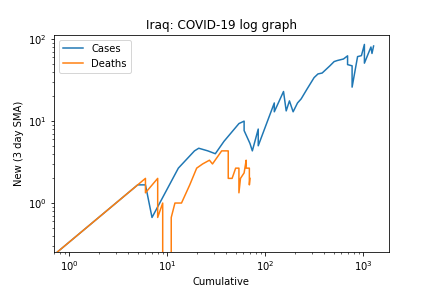 Iraq: COVID-19 log graph
Cases
Deaths
New (3 day SMA)
10²
10¹
10⁰
10⁰ 10¹ 10² 10³
Cumulative